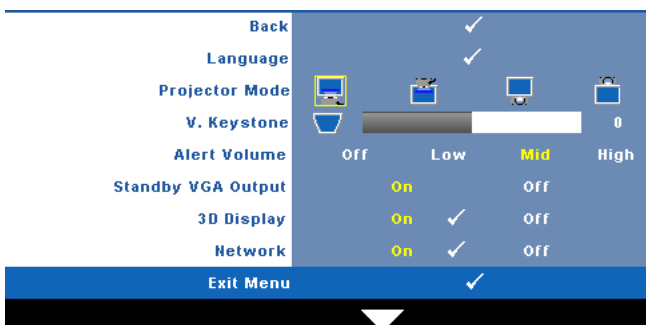 Back
Language
Projector Mode
V. Keystone 0
Alert Volume Off Low Mid High
Standby VGA Output On Off
3D Display On Off
Network On Off
Exit Menu